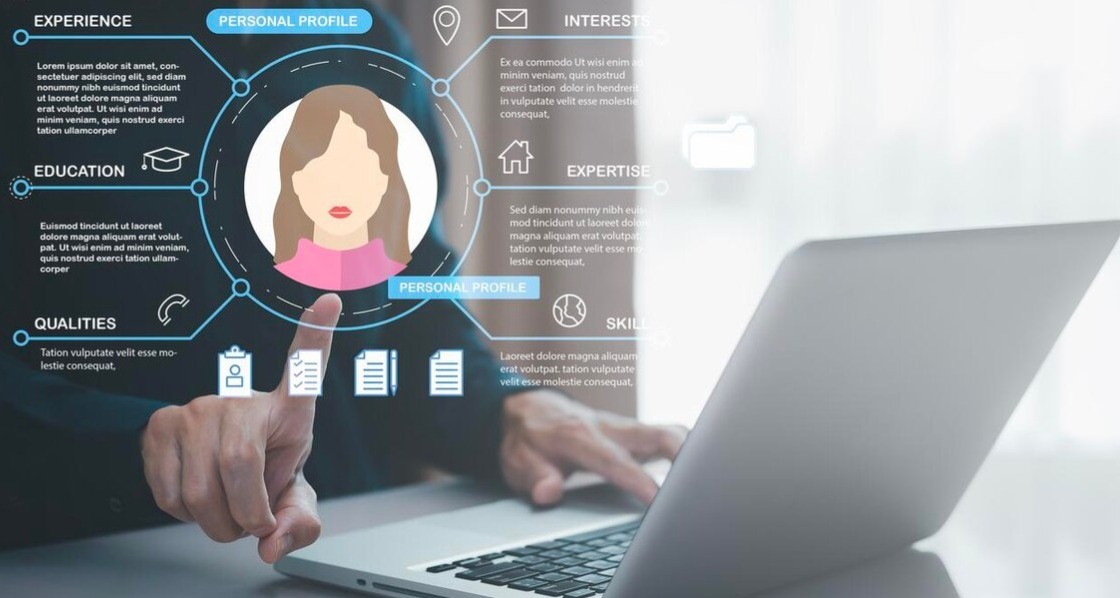 PERSONAL PROFILE
EXPERIENCE
Lorem ipsum dolor sit amet, con-
sectetuer adipiscing elit, sed diam
nonummy nibh euismod tincidunt
ut laoreet dolore magna aliquam
erat volutpat. Ut wisi enim ad
minim veniam, quis nostrud exerci
tation ullamcorper
EDUCATION
Euismod tincidunt ut laoreet
dolore magna aliquam erat volut-
pat. Ut wisi enim ad minim veniam,
quis nostrud exerci tation ullam-
corper
QUALITIES
Tation vulputate velit esse mo-
lestie consequat,
PERSONAL PROFILE
INTERESTS
Ex ea commodo Ut wisi enim ad
minim veniam, quis nostrud
exerci tation dolor in hendrerit
in vulputate velit esse molestie
consequat,
EXPERTISE
Sed diam nonummy nibh euis-
mod tincidunt ut laoreet dolore
magna aliquam erat volutpat.
tation vulputate velit esse mo-
lestie consequat,
SKILL
Laoreet dolore magna aliquam
erat volutpat. tation vulputate
velit esse molestie consequat,